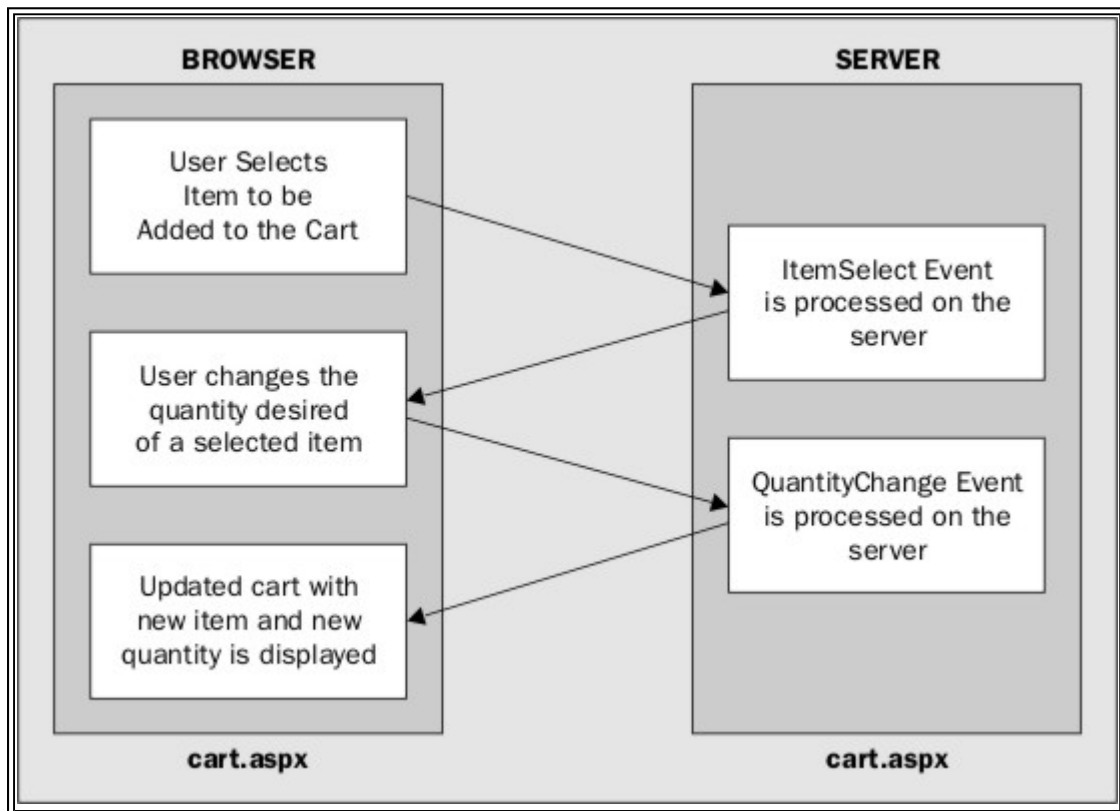 BROWSER
User Selects
Item to be
Added to the Cart
User changes the
quantity desired
of a selected item
Updated cart with
new item and new
quantity is displayed
cart.aspx
SERVER
ItemSelect Event
is processed on the
server
QuantityChange Event
is processed on the
server
cart.aspx